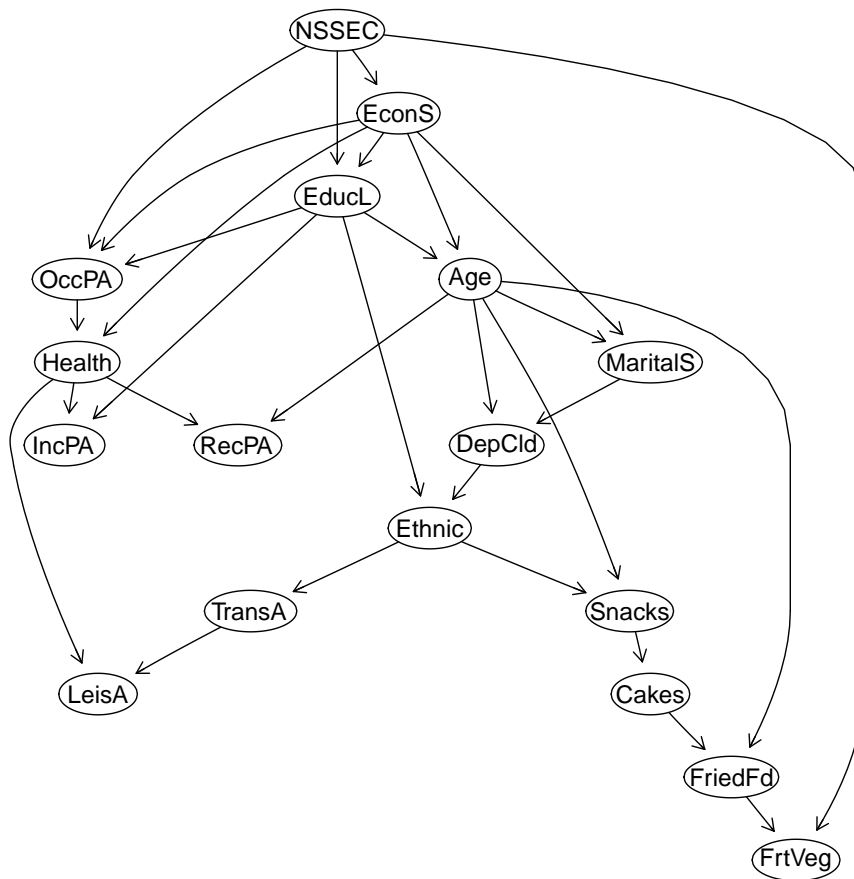 NSSEC
EconS
EducL
OccPA
Age
Health
MaritalS
IncPA
RecPA
DepCld
Ethnic
TransA
Snacks
LeisA
Cakes
FriedFd
FrtVeg